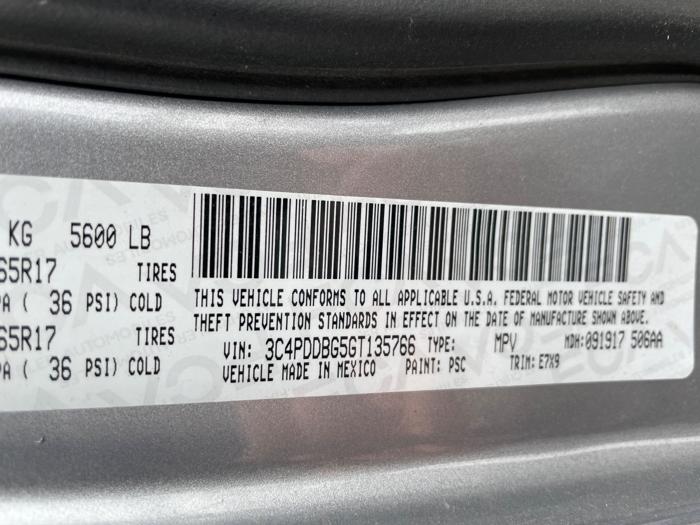 KG 5600 LB
65R17 TIRES
PA ( 36 PSI) COLD
65R17 TIRES
PA ( 36 PSI) COLD
THIS VEHICLE CONFORMS TO ALL APPLICABLE U.S.A. FEDERAL MOTOR VEHICLE SAFETY AND
THEFT PREVENTION STANDARDS IN EFFECT ON THE DATE OF MANUFACTURE SHOWN ABOVE.
VIN: 3C4PDDBG5GT135766 TYPE: MPV MDH:091917 506AA
VEHICLE MADE IN MEXICO PAINT: PSC TRIM: E7X9